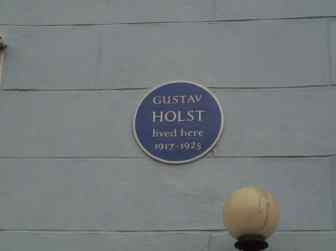 GUSTAV
HOLST
lived here
1917-1925